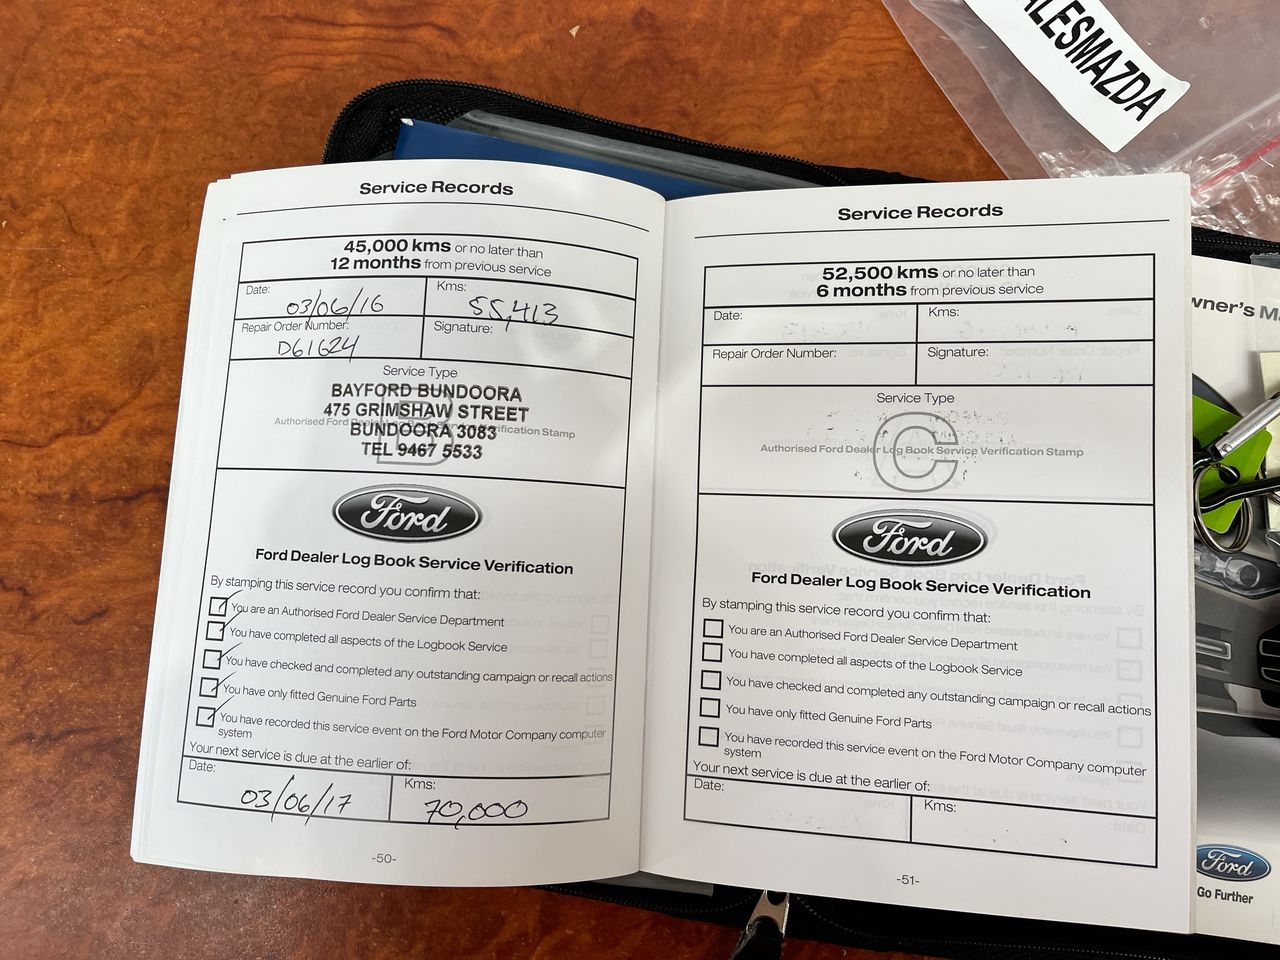 ALESMAZDA
Service Records
45,000 kms or no later than
12 months from previous service
Date:
03/06/16
Kms:
55,413
Repair Order Number:
D61624
Signature:
Service Type
BAYFORD BUNDOORA
475 GRIMSHAW STREET
Authorised Ford Dealer Log Book Service Verification Stamp
B
BUNDOORA 3083
TEL 9467 5533
Ford
Ford Dealer Log Book Service Verification
By stamping this service record you confirm that:
You are an Authorised Ford Dealer Service Department
You have completed all aspects of the Logbook Service
You have checked and completed any outstanding campaign or recall actions
You have only fitted Genuine Ford Parts
You have recorded this service event on the Ford Motor Company computer
system
Your next service is due at the earlier of:
Date:
03/06/17
Kms:
70,000
-50-
Service Records
52,500 kms or no later than
6 months from previous service
Date:
Kms:
Repair Order Number:
Signature:
Service Type
C
Authorised Ford Dealer Log Book Service Verification Stamp
Ford
Ford Dealer Log Book Service Verification
By stamping this service record you confirm that:
You are an Authorised Ford Dealer Service Department
You have completed all aspects of the Logbook Service
You have checked and completed any outstanding campaign or recall actions
You have only fitted Genuine Ford Parts
You have recorded this service event on the Ford Motor Company computer
system
Your next service is due at the earlier of:
Date:
Kms:
-51-
wner's Ma
Ford
Go Further